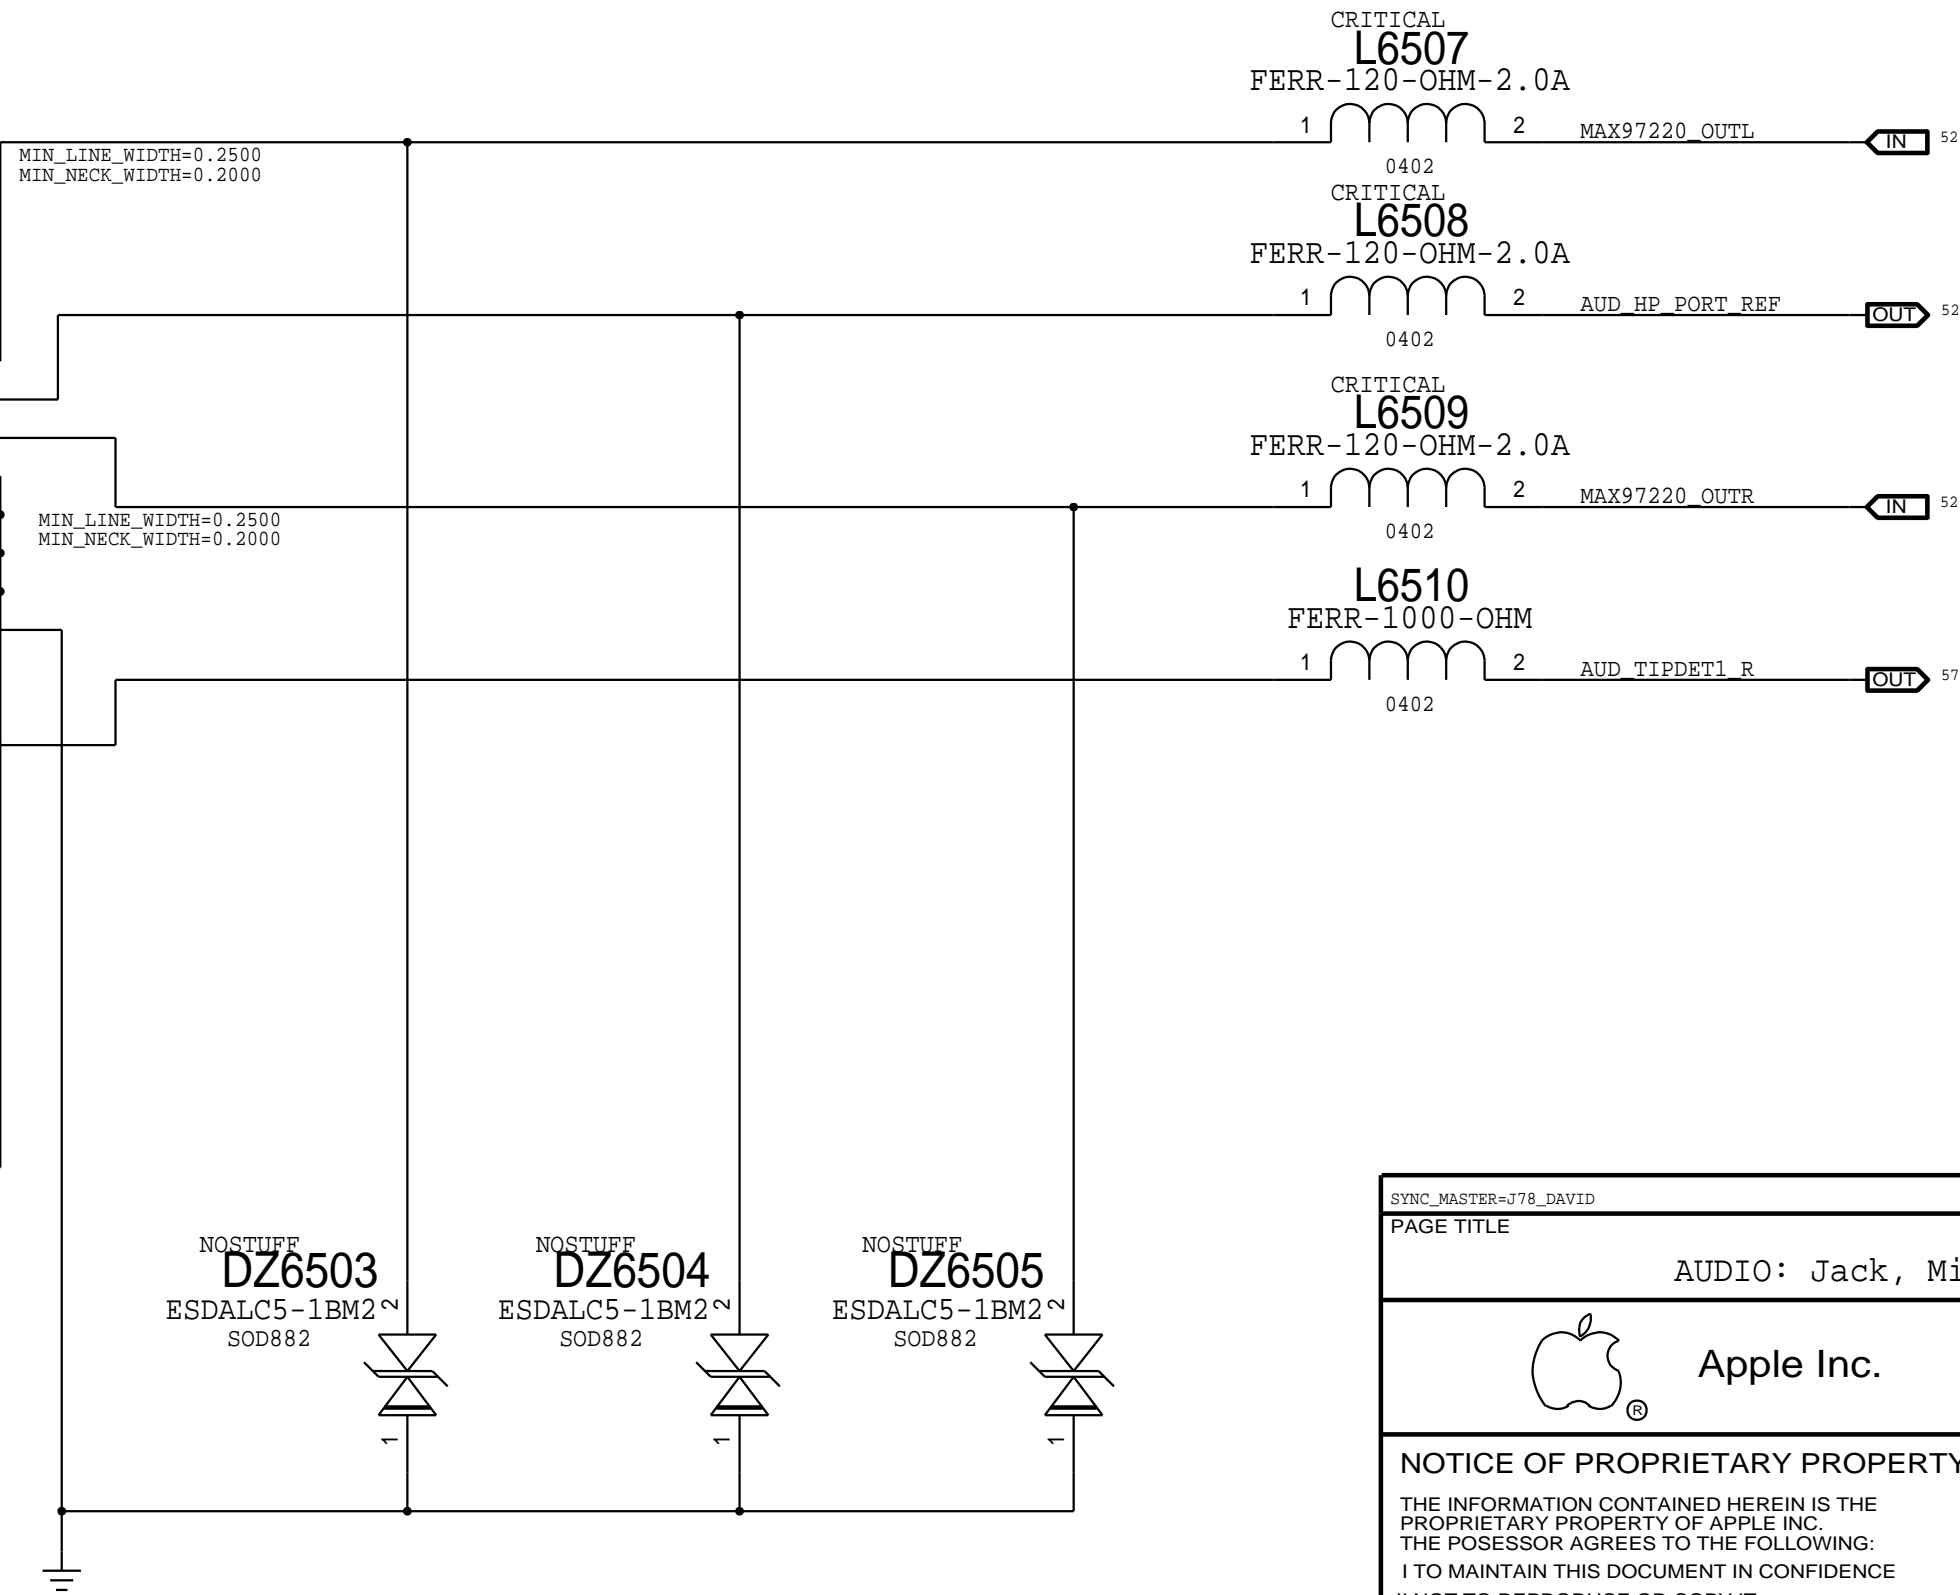 CRITICAL
L6507
FERR-120-OHM-2.0A
1
2
MAX97220_OUTL
IN
52
0402
MIN_LINE_WIDTH=0.2500
MIN_NECK_WIDTH=0.2000
CRITICAL
L6508
FERR-120-OHM-2.0A
1
2
AUD_HP_PORT_REF
OUT
52
0402
CRITICAL
L6509
FERR-120-OHM-2.0A
1
2
MAX97220_OUTR
IN
52
0402
MIN_LINE_WIDTH=0.2500
MIN_NECK_WIDTH=0.2000
L6510
FERR-1000-OHM
1
2
AUD_TIPDET1_R
OUT
57
0402
NOSTUFF
DZ6503
ESDALC5-1BM2
2
SOD882
1
NOSTUFF
DZ6504
ESDALC5-1BM2
2
SOD882
1
NOSTUFF
DZ6505
ESDALC5-1BM2
2
SOD882
1
SYNC_MASTER=J78_DAVID
PAGE TITLE
AUDIO: Jack, Mi
Apple Inc.
R
NOTICE OF PROPRIETARY PROPERTY
THE INFORMATION CONTAINED HEREIN IS THE
PROPRIETARY PROPERTY OF APPLE INC.
THE POSESSOR AGREES TO THE FOLLOWING:
I TO MAINTAIN THIS DOCUMENT IN CONFIDENCE